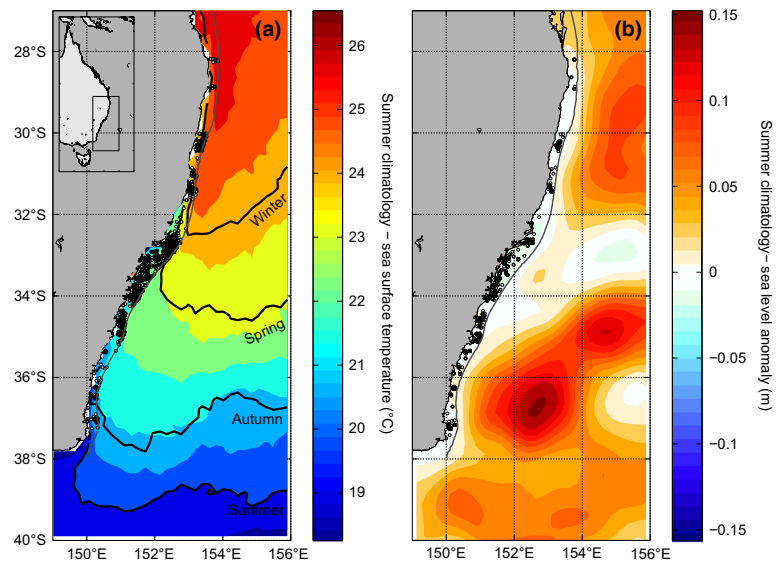 (a)
28°S
30°S
32°S
34°S
36°S
38°S
40°S
150°E 152°E 154°E 156°E
Winter
Spring
Autumn
Summer
26
25
24
23
22
21
20
19
Summer climatology − sea surface temperature (°C)
(b)
150°E 152°E 154°E 156°E
0.15
0.1
0.05
0
−0.05
−0.1
−0.15
Summer climatology− sea level anomaly (m)